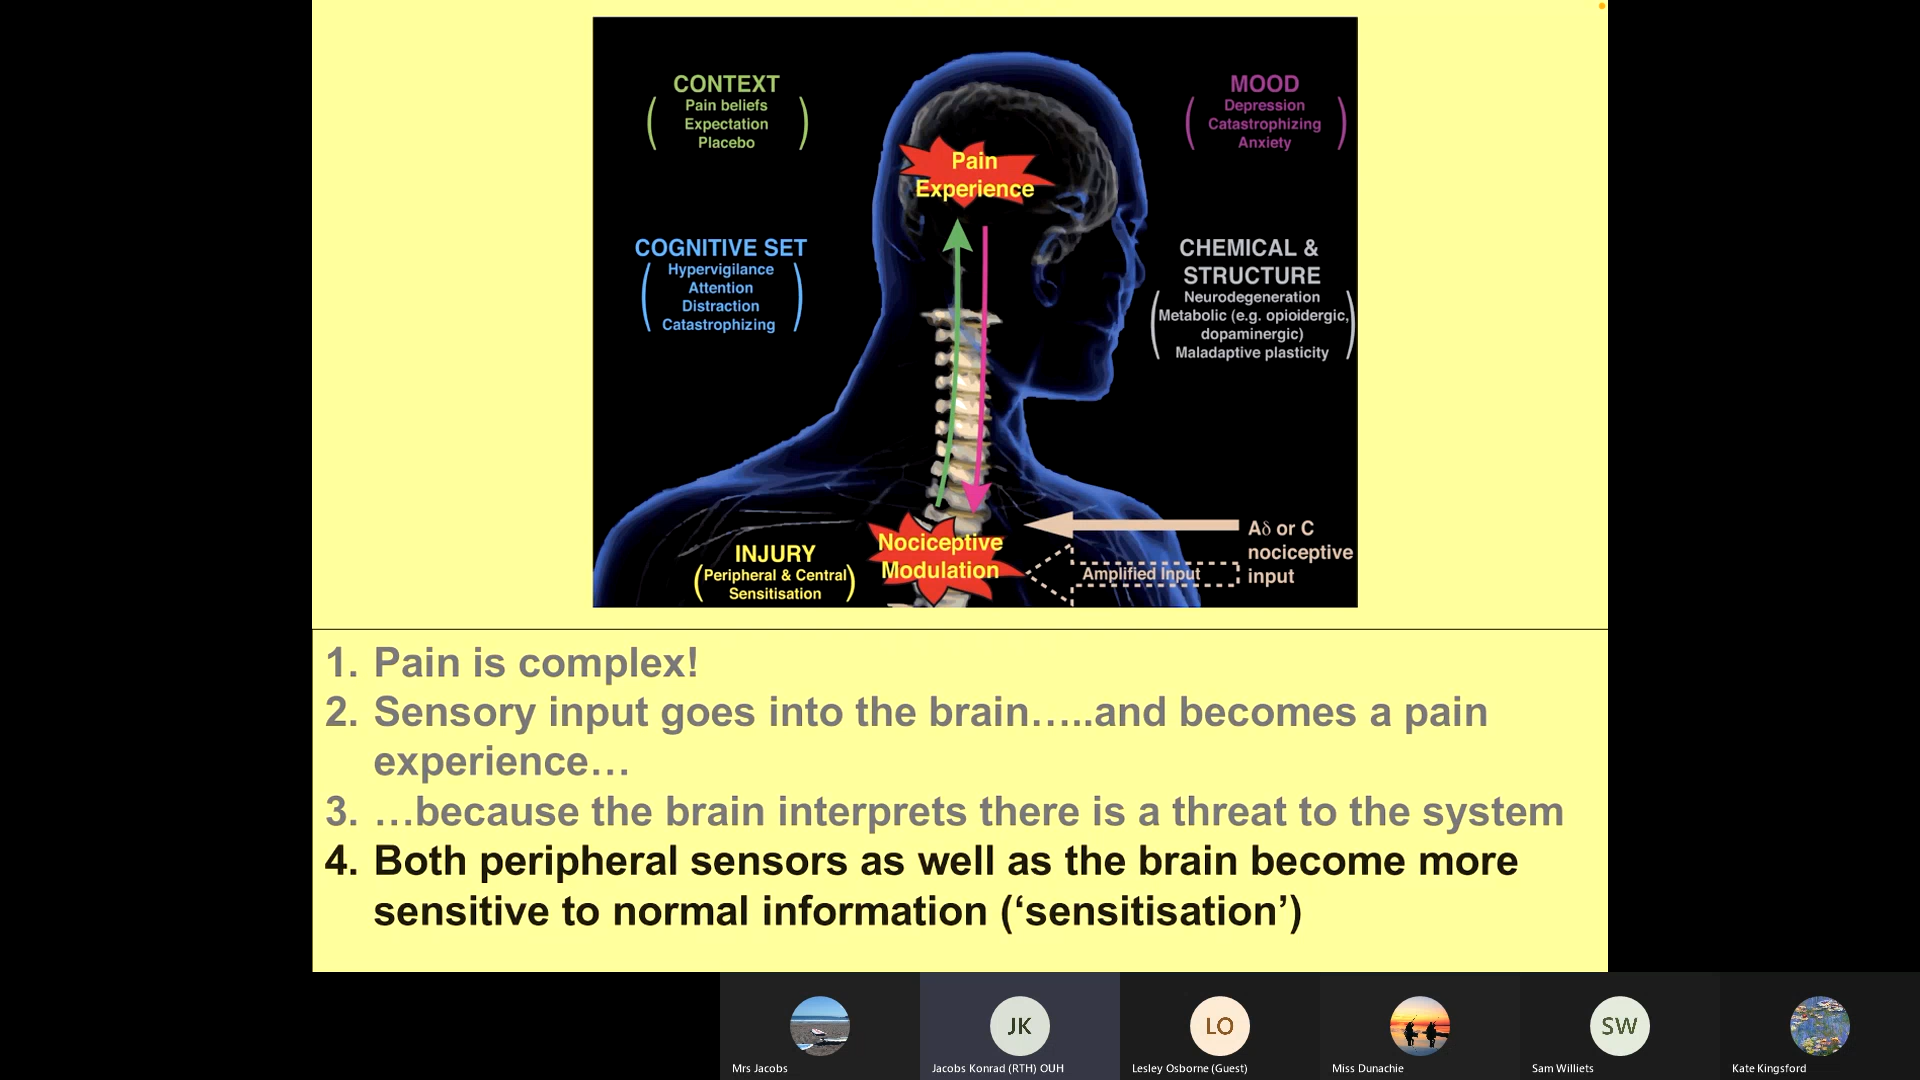 CONTEXT
Pain beliefs
Expectation
Placebo
MOOD
Depression
Catastrophizing
Anxiety
Pain
Experience
COGNITIVE SET
Hypervigilance
Attention
Distraction
Catastrophizing
CHEMICAL &
STRUCTURE
Neurodegeneration
Metabolic (e.g. opioidergic,
dopaminergic)
Maladaptive plasticity
INJURY
Peripheral & Central
Sensitisation
Nociceptive
Modulation
Amplified Input
Aδ or C
nociceptive
input
1. Pain is complex!
2. Sensory input goes into the brain…..and becomes a pain
experience…
3. …because the brain interprets there is a threat to the system
4. Both peripheral sensors as well as the brain become more
sensitive to normal information (‘sensitisation’)
JK
LO
SW
Mrs Jacobs
Jacobs Konrad (RTH) OUH
Lesley Osborne (Guest)
Miss Dunachie
Sam Williets
Kate Kingsford